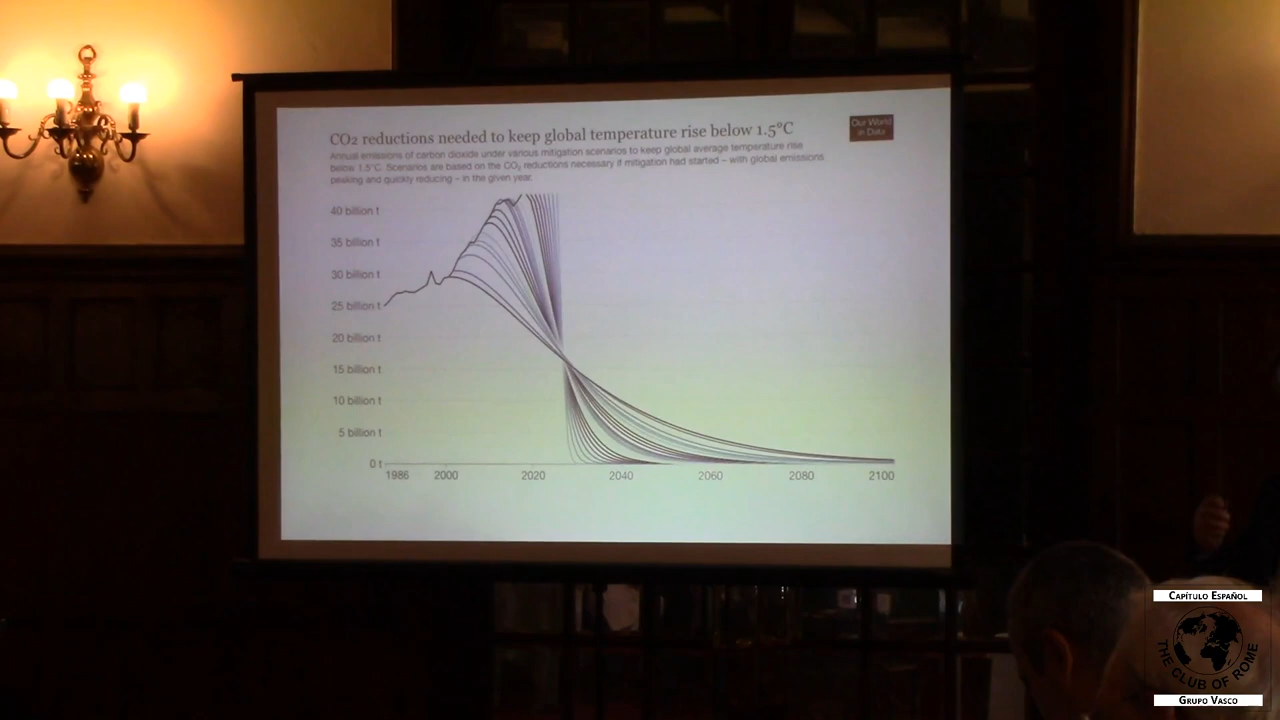 CO2 reductions needed to keep global temperature rise below 1.5°C
Our World
in Data
Annual emissions of carbon dioxide under various mitigation scenarios to keep global average temperature rise
below 1.5°C. Scenarios are based on the CO₂ reductions necessary if mitigation had started – with global emissions
peaking and quickly reducing – in the given year.
40 billion t
35 billion t
30 billion t
25 billion t
20 billion t
15 billion t
10 billion t
5 billion t
0 t
1986 2000 2020 2040 2060 2080 2100
CAPÍTULO ESPAÑOL
THE CLUB OF ROME
GRUPO VASCO